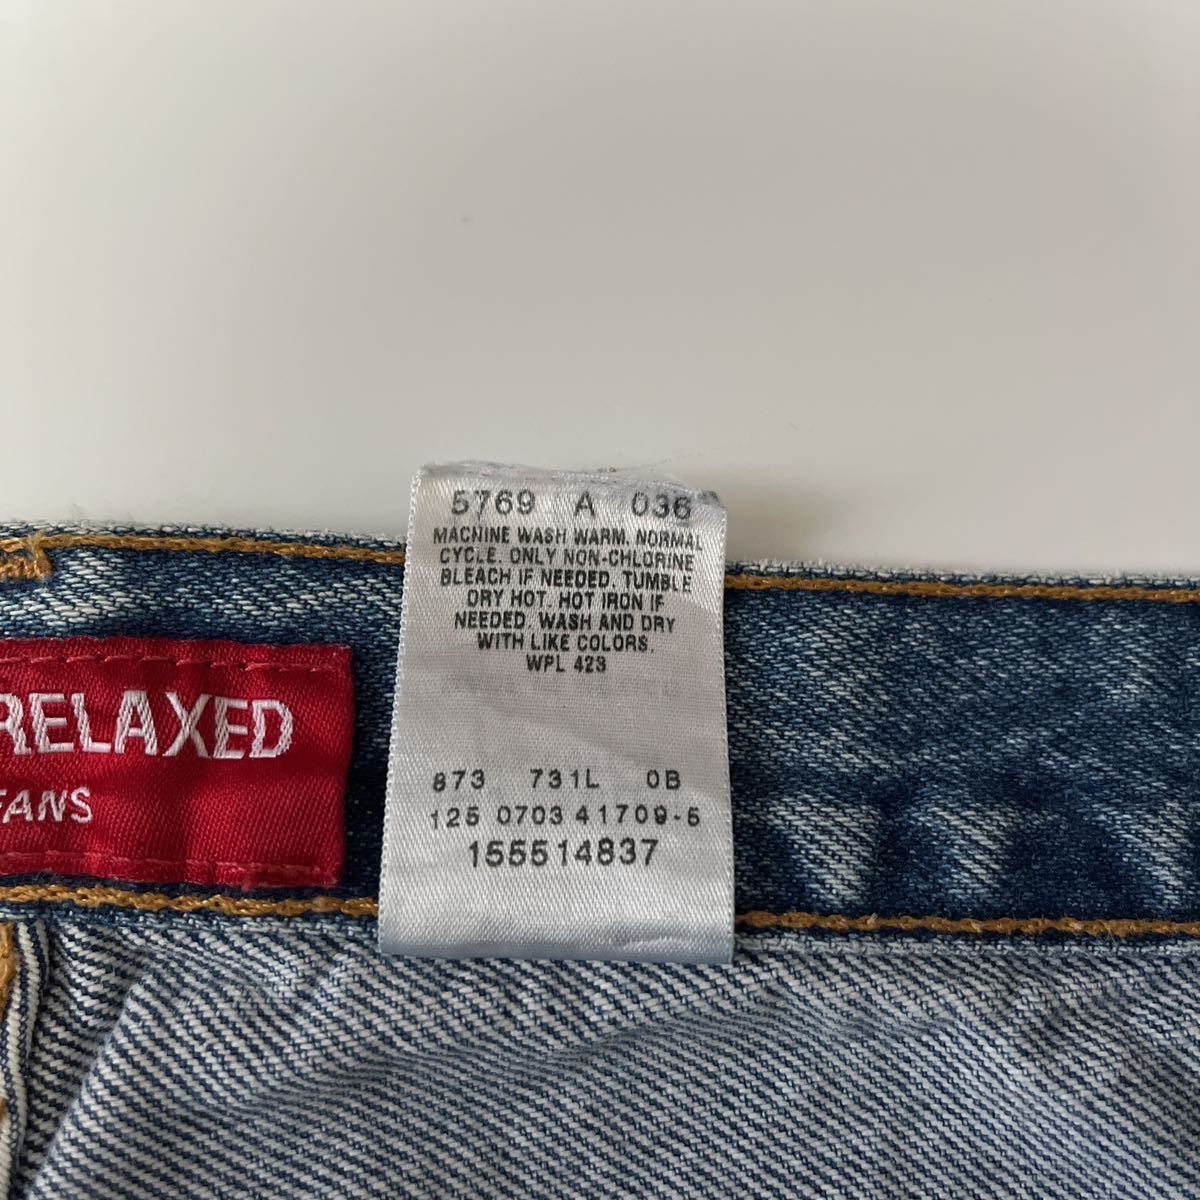 5769 A 036
MACHINE WASH WARM. NORMAL
CYCLE. ONLY NON-CHLORINE
BLEACH IF NEEDED. TUMBLE
DRY HOT. HOT IRON IF
NEEDED. WASH AND DRY
WITH LIKE COLORS.
WPL 423
873 731L 0B
125 0703 41709-5
155514837
RELAXED
EANS